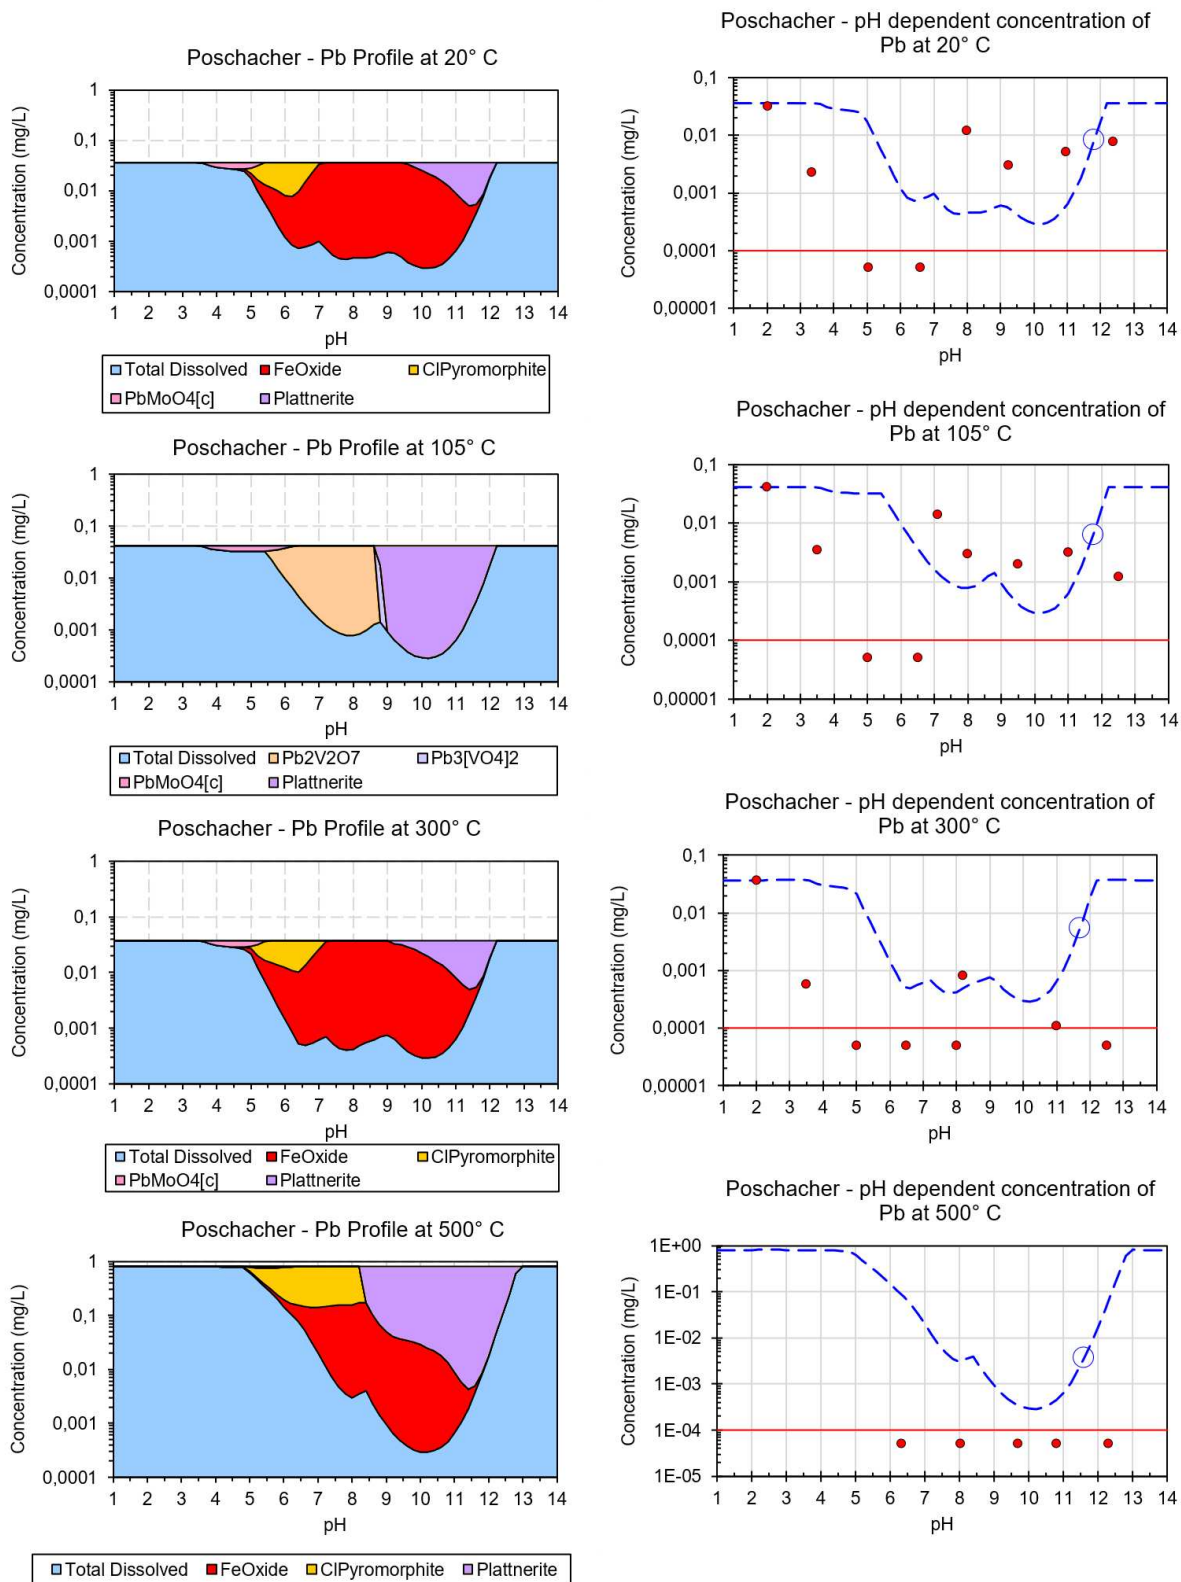 Poschacher - Pb Profile at 20° C
Concentration (mg/L)
1
0,1
0,01
0,001
0,0001
1 2 3 4 5 6 7 8 9 10 11 12 13 14
pH
Total Dissolved FeOxide ClPyromorphite
PbMoO4[c] Plattnerite
Poschacher - pH dependent concentration of
Pb at 20° C
Concentration (mg/L)
0,1
0,01
0,001
0,0001
0,00001
1 2 3 4 5 6 7 8 9 10 11 12 13 14
pH
Poschacher - Pb Profile at 105° C
Concentration (mg/L)
1
0,1
0,01
0,001
0,0001
1 2 3 4 5 6 7 8 9 10 11 12 13 14
pH
Total Dissolved Pb2V2O7 Pb3[VO4]2
PbMoO4[c] Plattnerite
Poschacher - pH dependent concentration of
Pb at 105° C
Concentration (mg/L)
0,1
0,01
0,001
0,0001
0,00001
1 2 3 4 5 6 7 8 9 10 11 12 13 14
pH
Poschacher - Pb Profile at 300° C
Concentration (mg/L)
1
0,1
0,01
0,001
0,0001
1 2 3 4 5 6 7 8 9 10 11 12 13 14
pH
Total Dissolved FeOxide ClPyromorphite
PbMoO4[c] Plattnerite
Poschacher - pH dependent concentration of
Pb at 300° C
Concentration (mg/L)
0,1
0,01
0,001
0,0001
0,00001
1 2 3 4 5 6 7 8 9 10 11 12 13 14
pH
Poschacher - Pb Profile at 500° C
Concentration (mg/L)
1
0,1
0,01
0,001
0,0001
1 2 3 4 5 6 7 8 9 10 11 12 13 14
pH
Total Dissolved FeOxide ClPyromorphite Plattnerite
Poschacher - pH dependent concentration of
Pb at 500° C
Concentration (mg/L)
1E+00
1E-01
1E-02
1E-03
1E-04
1E-05
1 2 3 4 5 6 7 8 9 10 11 12 13 14
pH